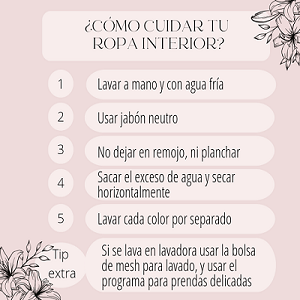 ¿CÓMO CUIDAR TU
ROPA INTERIOR?
1 Lavar a mano y con agua fría
2 Usar jabón neutro
3 No dejar en remojo, ni planchar
4 Sacar el exceso de agua y secar
horizontalmente
5 Lavar cada color por separado
Tip
extra
Si se lava en lavadora usar la bolsa
de mesh para lavado, y usar el
programa para prendas delicadas